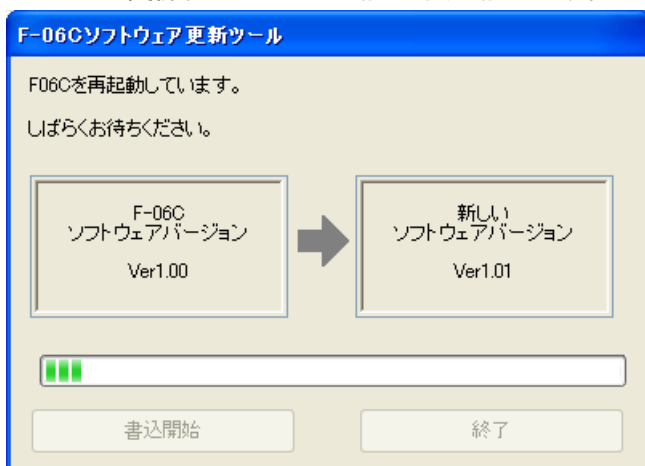 F-06Cソフトウェア更新ツール
F06Cを再起動しています。
しばらくお待ちください。
F-06C
ソフトウェアバージョン
Ver1.00
新しい
ソフトウェアバージョン
Ver1.01
書込開始
終了